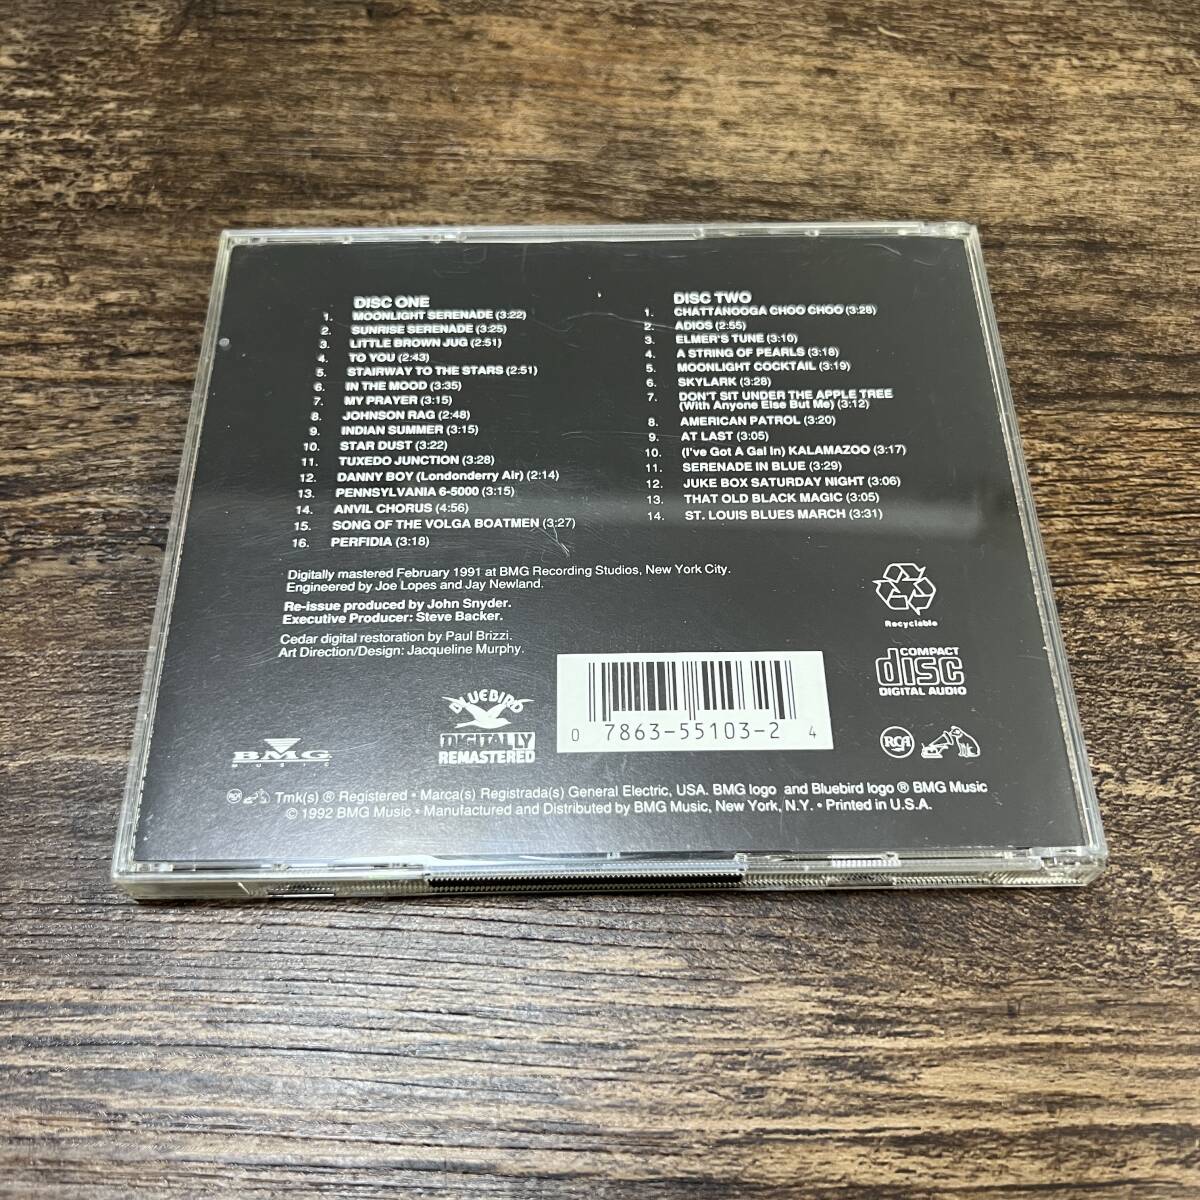 DISC ONE
1. MOONLIGHT SERENADE (3:22)
2. SUNRISE SERENADE (3:25)
3. LITTLE BROWN JUG (2:51)
4. TO YOU (2:43)
5. STAIRWAY TO THE STARS (2:51)
6. IN THE MOOD (3:35)
7. MY PRAYER (3:15)
8. JOHNSON RAG (2:48)
9. INDIAN SUMMER (3:15)
10. STAR DUST (3:22)
11. TUXEDO JUNCTION (3:28)
12. DANNY BOY (Londonderry Air) (2:14)
13. PENNSYLVANIA 6-5000 (3:15)
14. ANVIL CHORUS (4:56)
15. SONG OF THE VOLGA BOATMEN (3:27)
16. PERFIDIA (3:18)
DISC TWO
1. CHATTANOOGA CHOO CHOO (3:28)
2. ADIOS (2:55)
3. ELMER'S TUNE (3:10)
4. A STRING OF PEARLS (3:18)
5. MOONLIGHT COCKTAIL (3:19)
6. SKYLARK (3:28)
7. DON'T SIT UNDER THE APPLE TREE
(With Anyone Else But Me) (3:12)
8. AMERICAN PATROL (3:20)
9. AT LAST (3:05)
10. (I've Got A Gal In) KALAMAZOO (3:17)
11. SERENADE IN BLUE (3:29)
12. JUKE BOX SATURDAY NIGHT (3:06)
13. THAT OLD BLACK MAGIC (3:05)
14. ST. LOUIS BLUES MARCH (3:31)
Digitally mastered February 1991 at BMG Recording Studios, New York City.
Engineered by Joe Lopes and Jay Newland.
Re-issue produced by John Snyder.
Executive Producer: Steve Backer.
Cedar digital restoration by Paul Brizzi.
Art Direction/Design: Jacqueline Murphy.
Recyclable
COMPACT
disc
DIGITAL AUDIO
BMG
MUSIC
BLUEBIRD
DIGITALLY
REMASTERED
0 7863-55103-2 4
RCA
RCA Tmk(s) ® Registered • Marca(s) Registrada(s) General Electric, USA. BMG logo and Bluebird logo ® BMG Music
© 1992 BMG Music • Manufactured and Distributed by BMG Music, New York, N.Y. • Printed in U.S.A.